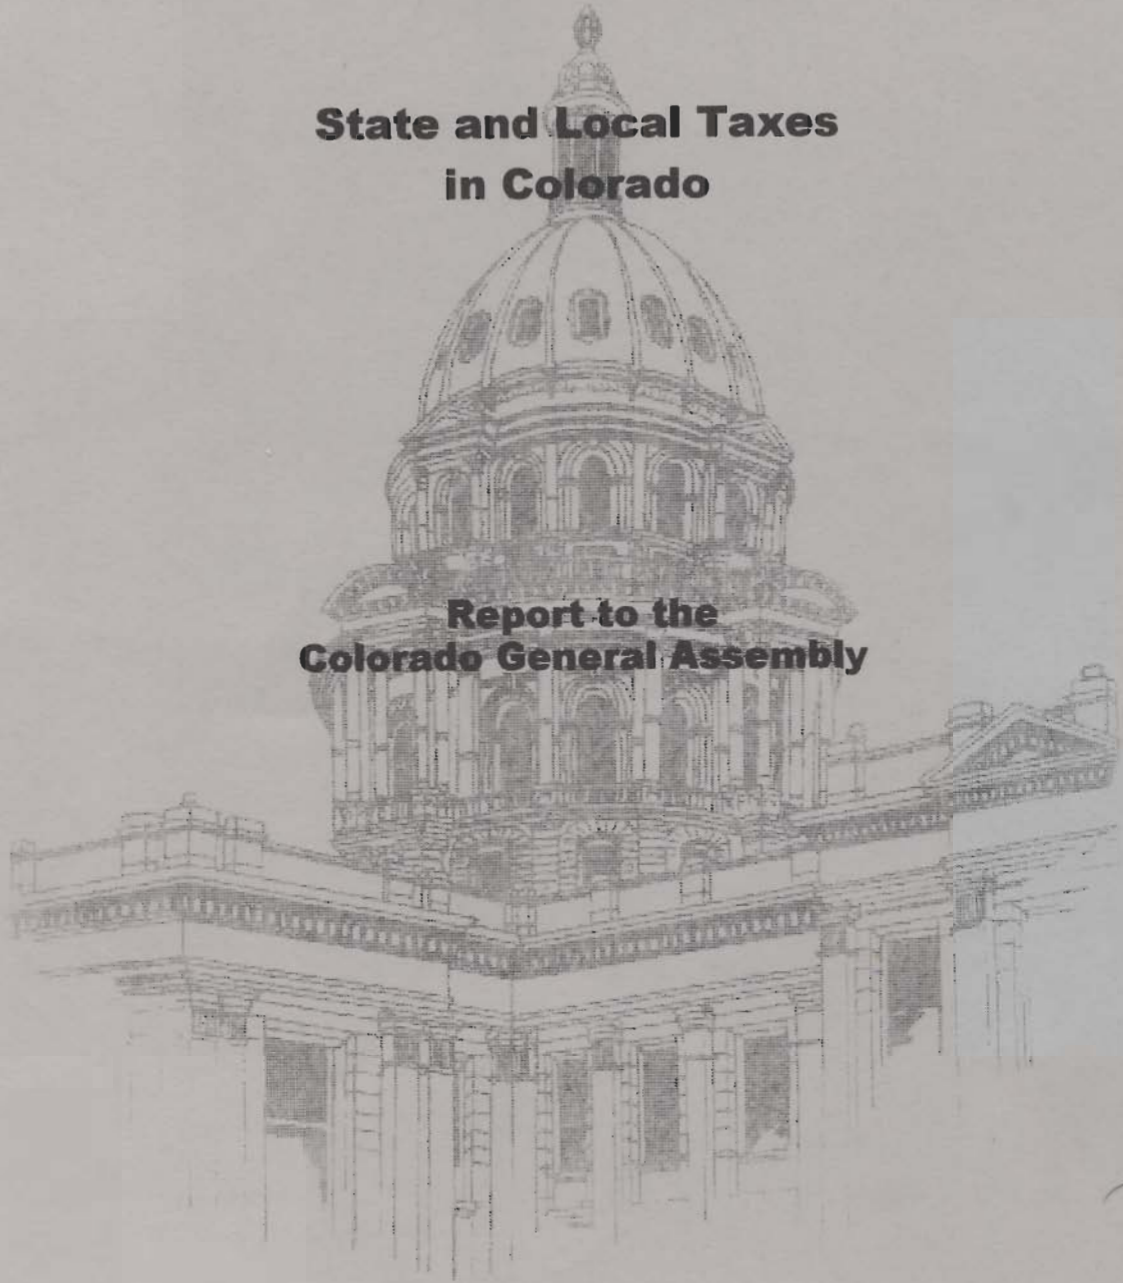 State and Local Taxes
in Colorado
Report to the
Colorado General Assembly